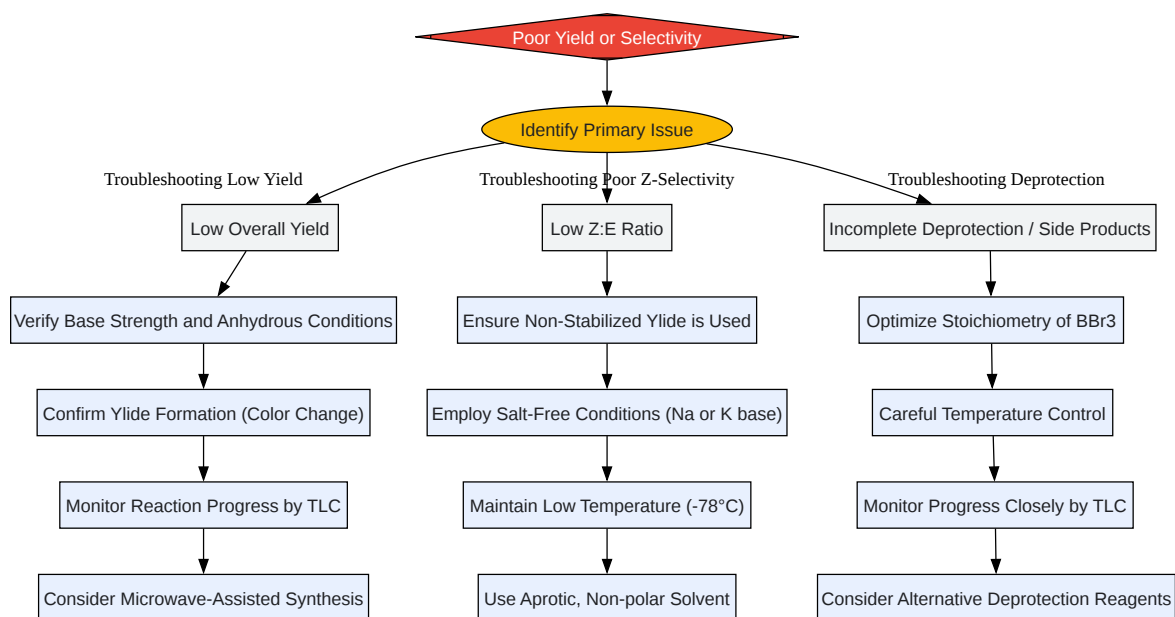 Poor Yield or Selectivity
Identify Primary Issue
Troubleshooting Low Yield
Troubleshooting Poor Z-Selectivity
Troubleshooting Deprotection
Low Overall Yield
Low Z:E Ratio
Incomplete Deprotection / Side Products
Verify Base Strength and Anhydrous Conditions
Ensure Non-Stabilized Ylide is Used
Optimize Stoichiometry of BBr3
Confirm Ylide Formation (Color Change)
Employ Salt-Free Conditions (Na or K base)
Careful Temperature Control
Monitor Reaction Progress by TLC
Maintain Low Temperature (-78°C)
Monitor Progress Closely by TLC
Consider Microwave-Assisted Synthesis
Use Aprotic, Non-polar Solvent
Consider Alternative Deprotection Reagents